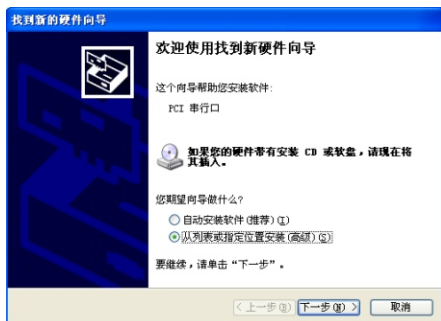 找到新的硬件向导
欢迎使用找到新硬件向导
这个向导帮助您安装软件:
PCI 串行口
如果您的硬件带有安装 CD 或软盘,请现在将
其插入。
您期望向导做什么?
自动安装软件(推荐)(I)
从列表或指定位置安装(高级)(S)
要继续,请单击“下一步”。
< 上一步(B) 下一步(N) > 取消